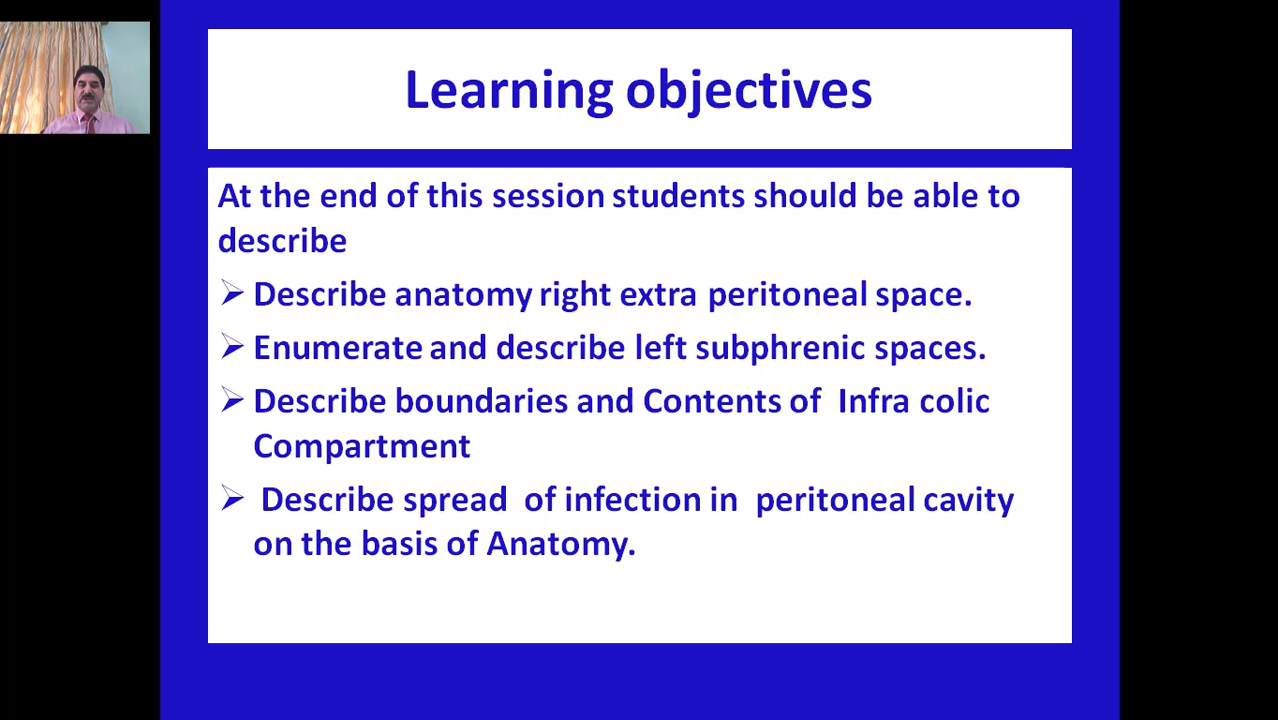 Learning objectives
At the end of this session students should be able to
describe
➢ Describe anatomy right extra peritoneal space.
➢ Enumerate and describe left subphrenic spaces.
➢ Describe boundaries and Contents of Infra colic
Compartment
➢ Describe spread of infection in peritoneal cavity
on the basis of Anatomy.